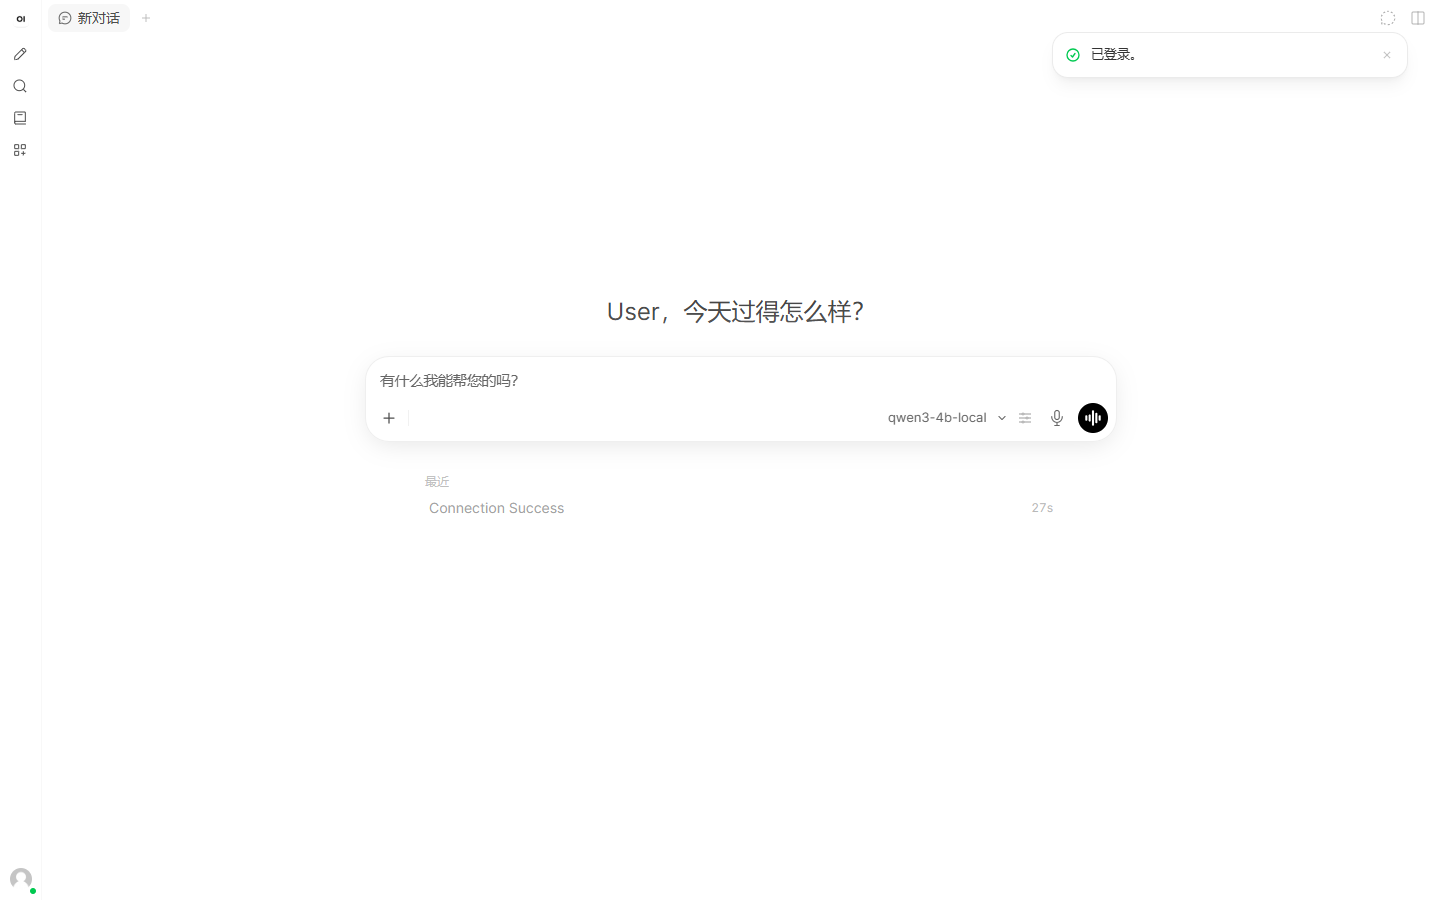 OI
新对话
已登录。
User，今天过得怎么样？
有什么我能帮您的吗？
qwen3-4b-local
最近
Connection Success 27s